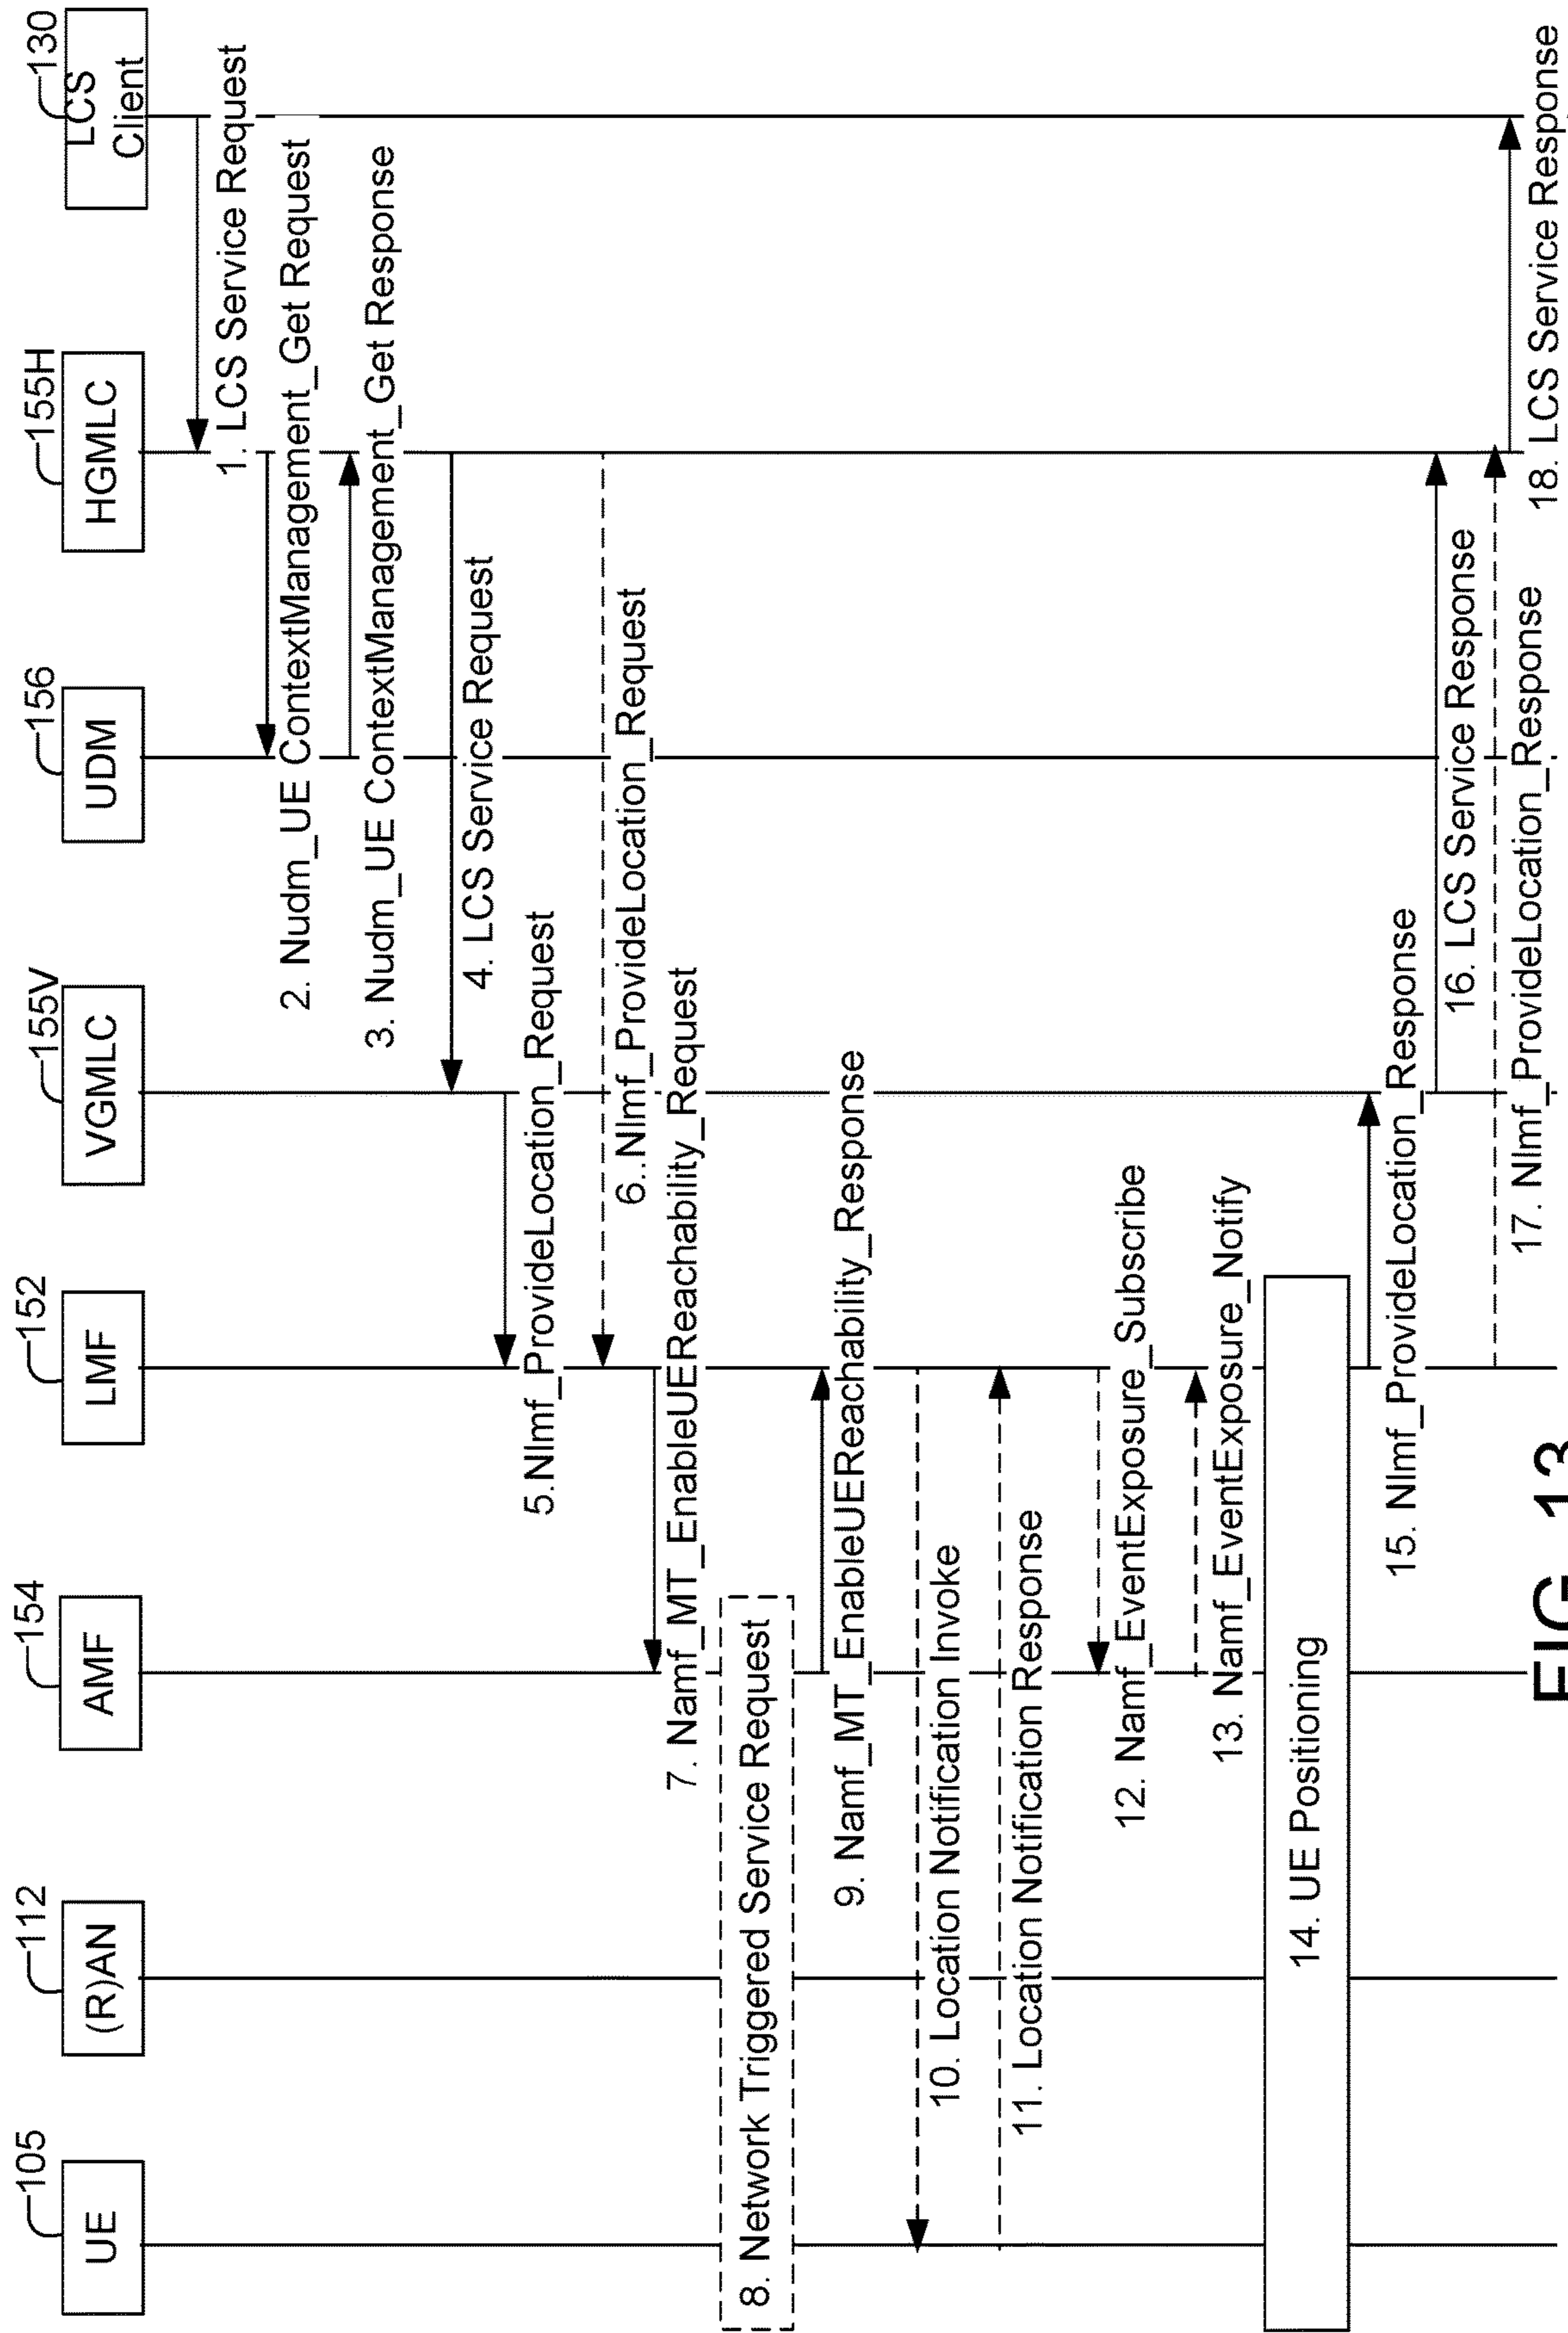 105
UE
112
(R)AN
154
AMF
152
LMF
155V
VGMLC
156
UDM
155H
HGMLC
130
LCS
Client
1. LCS Service Request
2. Nudm_UE ContextManagement_Get Request
3. Nudm_UE ContextManagement_Get Response
4. LCS Service Request
5.Nlmf_ProvideLocation_Request
6..Nlmf_ProvideLocation_Request
7. Namf_MT_EnableUEReachability_Request
8. Network Triggered Service Request
9. Namf_MT_EnableUEReachability_Response
10. Location Notification Invoke
11. Location Notification Response
12. Namf_EventExposure_Subscribe
13. Namf_EventExposure_Notify
14. UE Positioning
15. Nlmf_ProvideLocation_Response
16. LCS Service Response
17. Nlmf_ProvideLocation_Response
18. LCS Service Response
FIG. 13